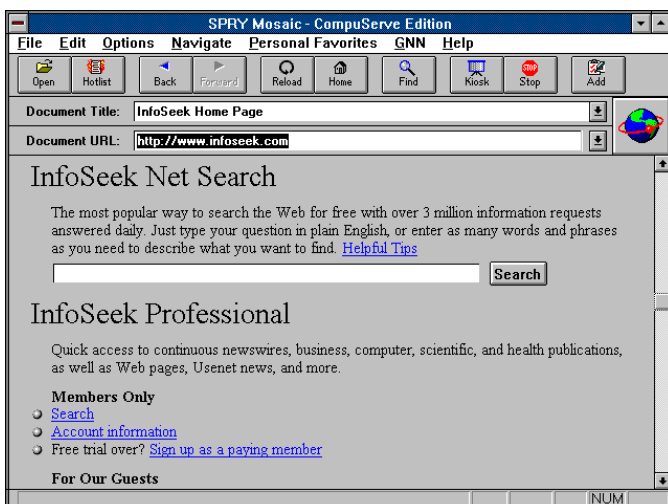 SPRY Mosaic - CompuServe Edition
File Edit Options Navigate Personal Favorites GNN Help
Open Hotlist Back Forward Reload Home Find Kiosk STOP Stop Add
Document Title: InfoSeek Home Page
Document URL: http://www.infoseek.com
InfoSeek Net Search
The most popular way to search the Web for free with over 3 million information requests
answered daily. Just type your question in plain English, or enter as many words and phrases
as you need to describe what you want to find. Helpful Tips
Search
InfoSeek Professional
Quick access to continuous newswires, business, computer, scientific, and health publications,
as well as Web pages, Usenet news, and more.
Members Only
Search
Account information
Free trial over? Sign up as a paying member
For Our Guests
NUM